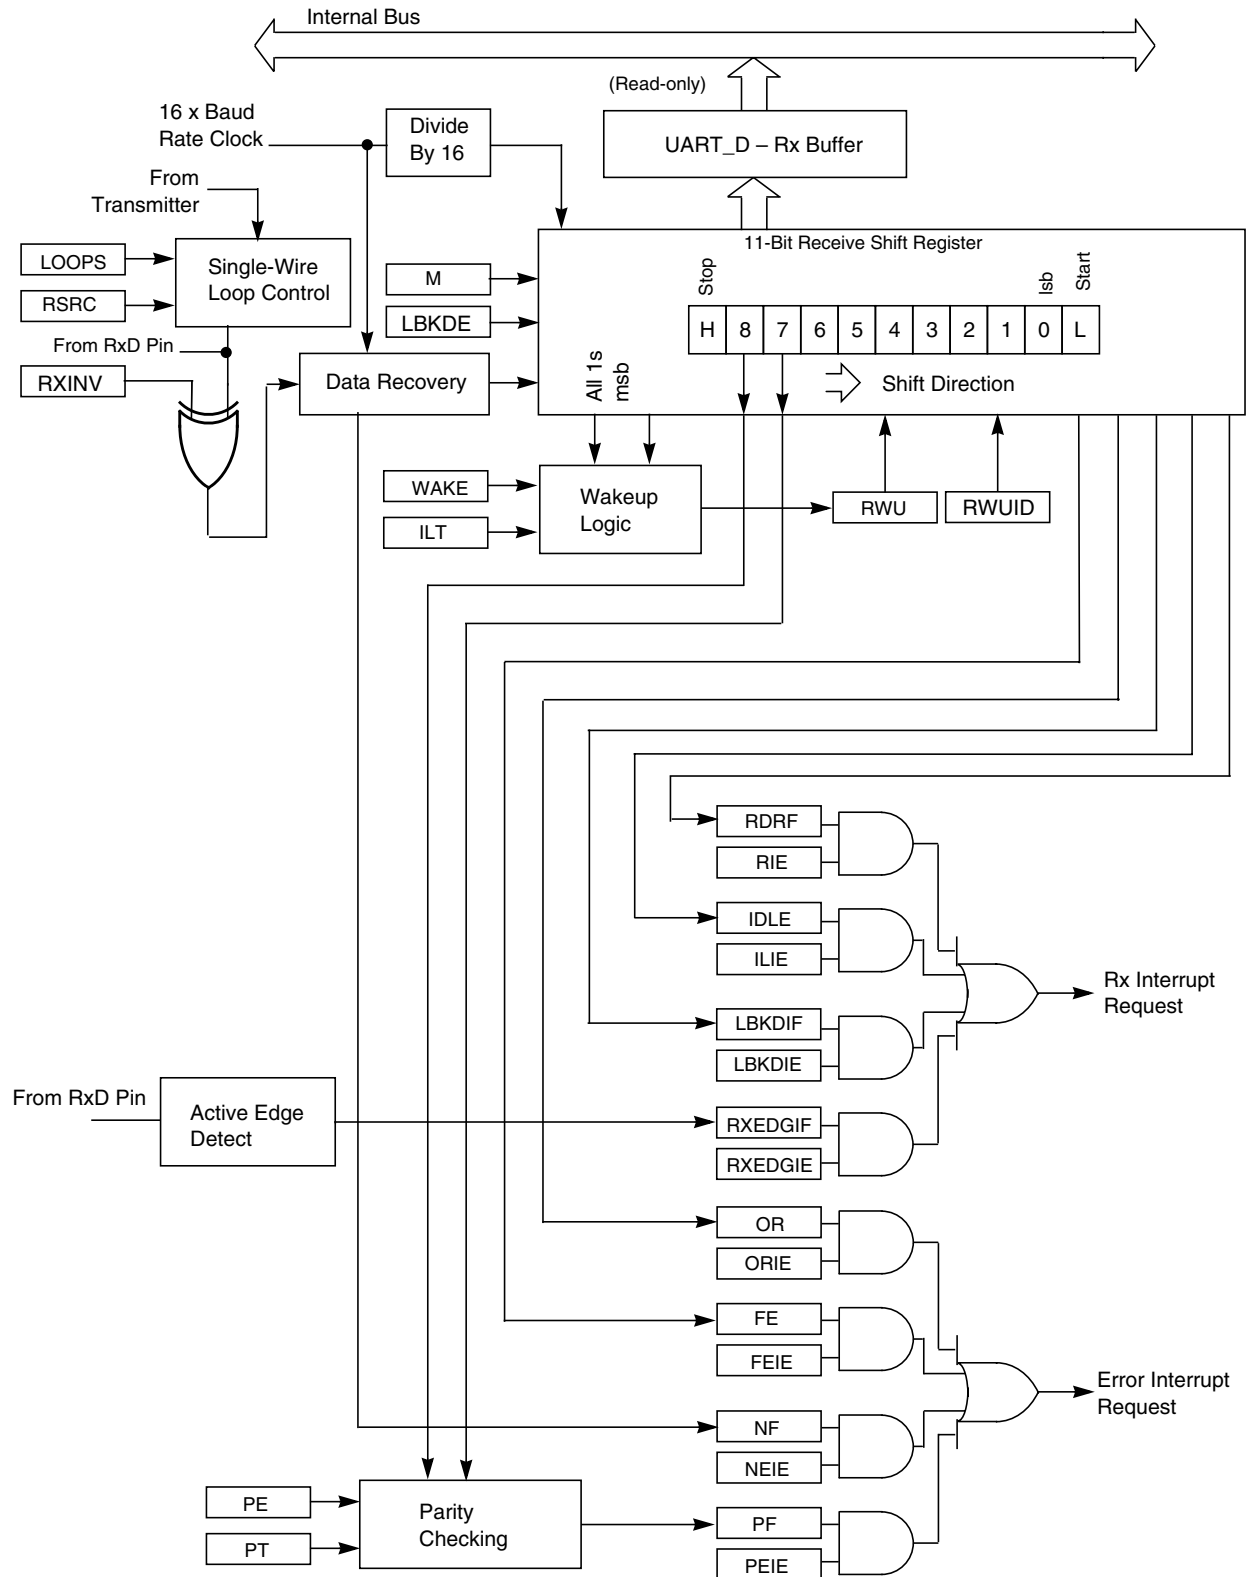 Internal Bus
(Read-only)
16 x Baud
Rate Clock
Divide
By 16
UART_D – Rx Buffer
From
Transmitter
11-Bit Receive Shift Register
LOOPS
RSRC
Single-Wire
Loop Control
M
LBKDE
Stop
lsb
Start
H 8 7 6 5 4 3 2 1 0 L
From RxD Pin
RXINV
Data Recovery
All 1s
msb
Shift Direction
WAKE
ILT
Wakeup
Logic
RWU
RWUID
RDRF
RIE
IDLE
ILIE
Rx Interrupt
Request
LBKDIF
LBKDIE
From RxD Pin
Active Edge
Detect
RXEDGIF
RXEDGIE
OR
ORIE
FE
FEIE
Error Interrupt
Request
NF
NEIE
PE
PT
Parity
Checking
PF
PEIE